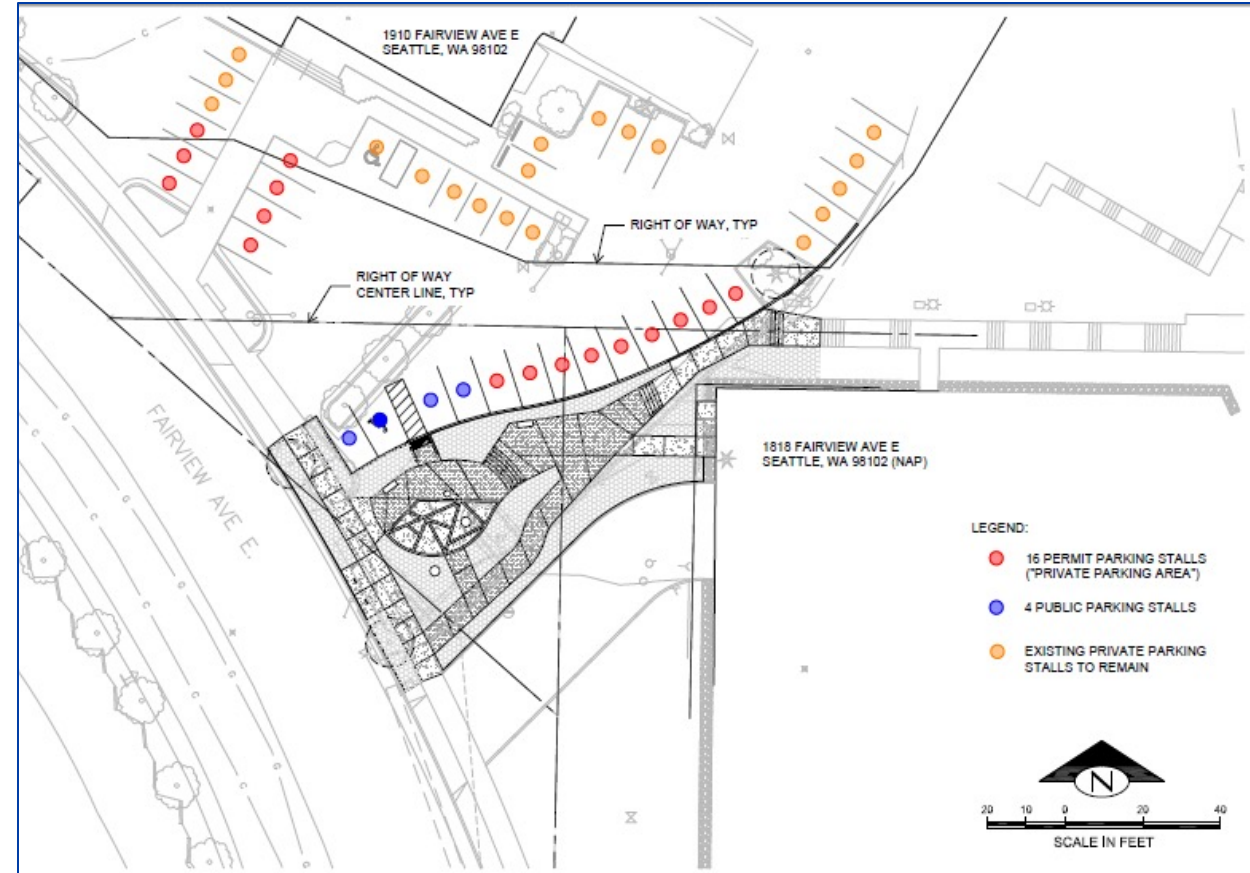 1910 FAIRVIEW AVE E
SEATTLE, WA 98102
RIGHT OF WAY, TYP
RIGHT OF WAY
CENTER LINE, TYP
FAIRVIEW AVE E.
1818 FAIRVIEW AVE E
SEATTLE, WA 98102 (NAP)
LEGEND:
16 PERMIT PARKING STALLS
("PRIVATE PARKING AREA")
4 PUBLIC PARKING STALLS
EXISTING PRIVATE PARKING
STALLS TO REMAIN
N
20 10 0 20 40
SCALE IN FEET